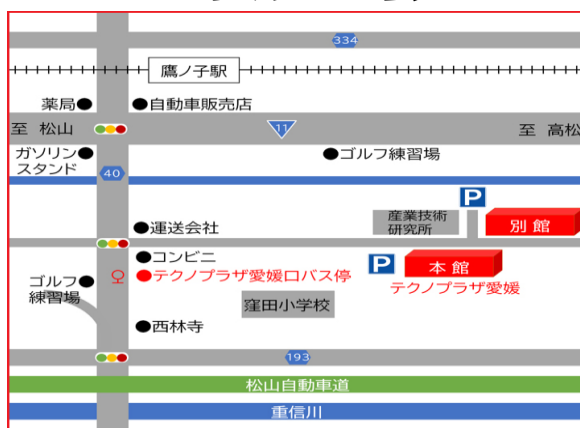 334
鷹ノ子駅
薬局
自動車販売店
至 松山
11
至 高松
ガソリン
スタンド
ゴルフ練習場
40
P
産業技術
研究所
別館
運送会社
コンビニ
P
本館
テクノプラザ愛媛口バス停
テクノプラザ愛媛
ゴルフ
練習場
窪田小学校
西林寺
193
松山自動車道
重信川